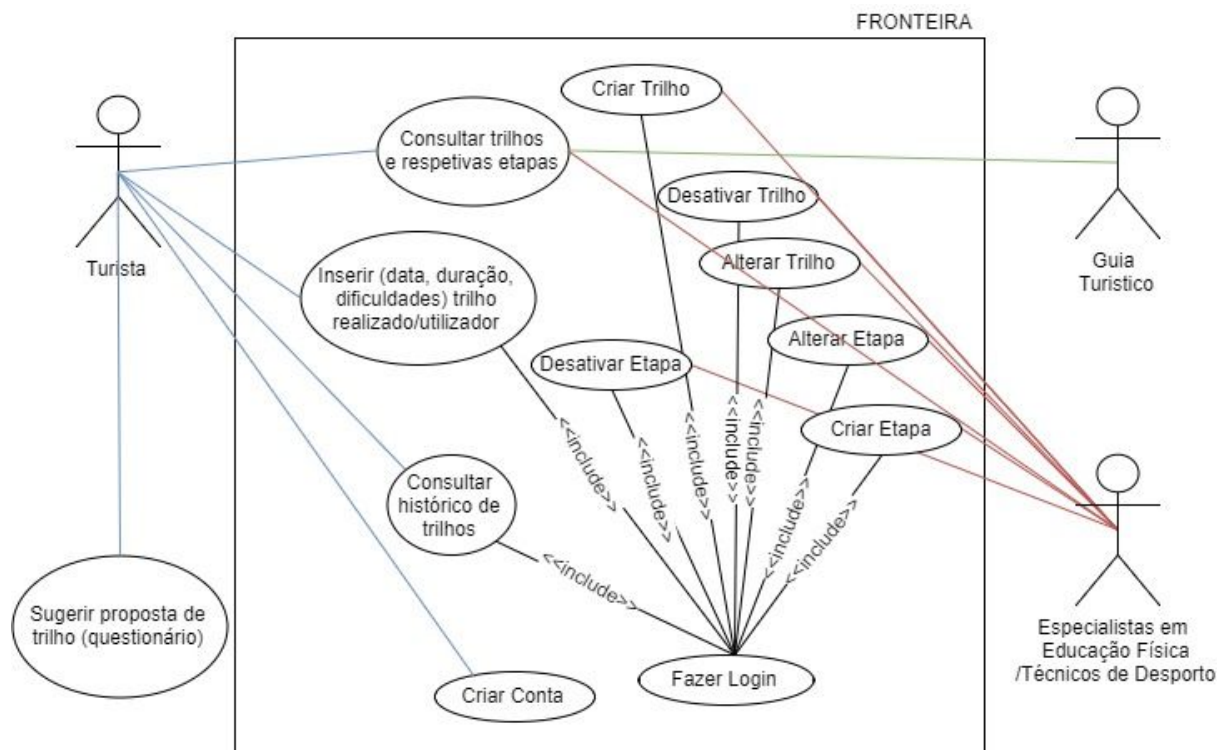 FRONTEIRA
Criar Trilho
Consultar trilhos
e respetivas etapas
Desativar Trilho
Turista
Guia
Turistico
Alterar Trilho
Inserir (data, duração,
dificuldades) trilho
realizado/utilizador
Alterar Etapa
Desativar Etapa
Criar Etapa
<<include>>
<<include>>
<<include>>
<<include>>
<<include>>
<<include>>
<<include>>
<<include>>
Consultar
histórico de
trilhos
Sugerir proposta de
trilho (questionário)
Especialistas em
Educação Física
/Técnicos de Desporto
Fazer Login
Criar Conta